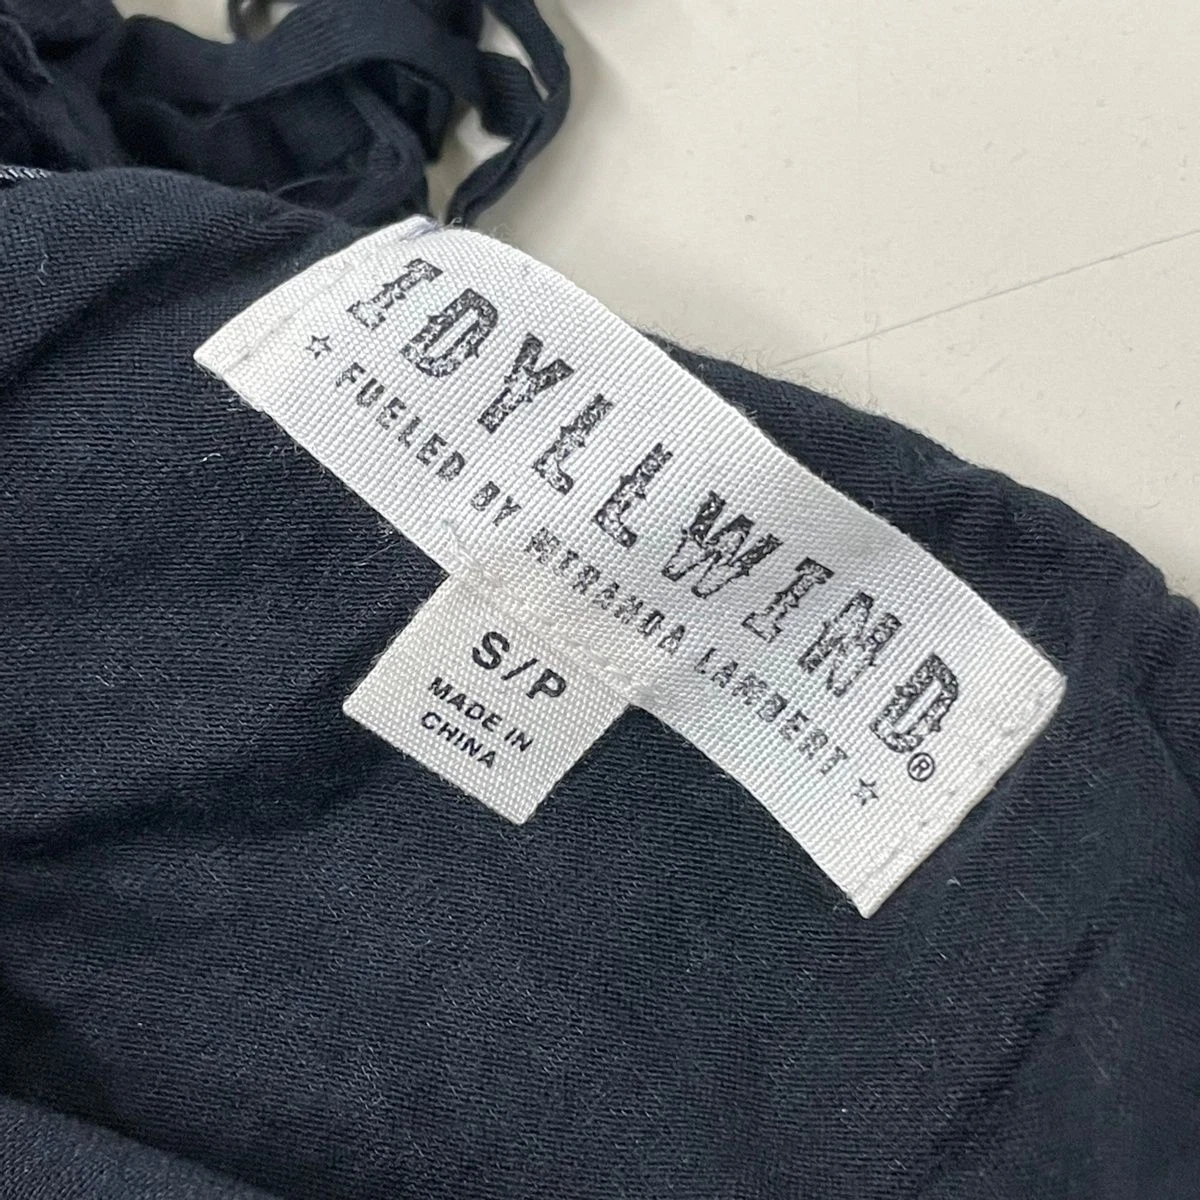 IDYLLWIND®
☆ FUELED BY MIRANDA LAMBERT ☆
S/P
MADE IN
CHINA